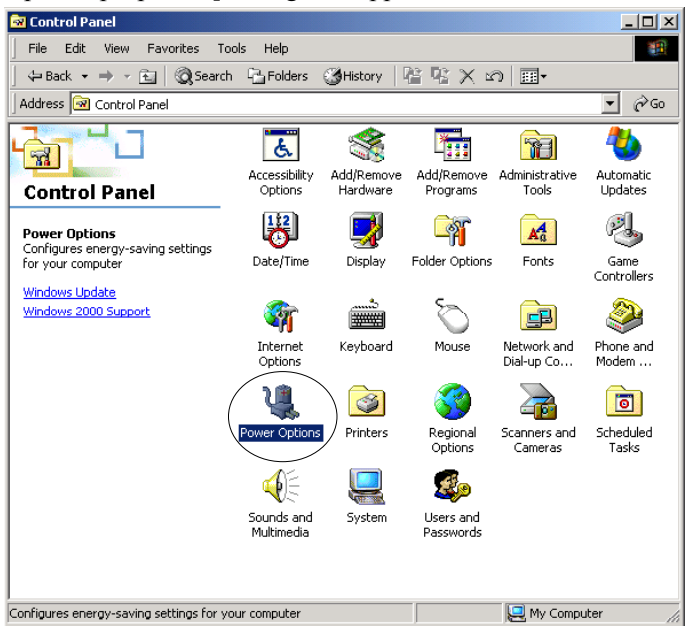 Control Panel
File Edit View Favorites Tools Help
Back Search Folders History
Address Control Panel Go
Control Panel
Power Options
Configures energy-saving settings
for your computer
Windows Update
Windows 2000 Support
Accessibility
Options
Add/Remove
Hardware
Add/Remove
Programs
Administrative
Tools
Automatic
Updates
Date/Time
Display
Folder Options
Fonts
Game
Controllers
Internet
Options
Keyboard
Mouse
Network and
Dial-up Co...
Phone and
Modem ...
Power Options
Printers
Regional
Options
Scanners and
Cameras
Scheduled
Tasks
Sounds and
Multimedia
System
Users and
Passwords
Configures energy-saving settings for your computer
My Computer